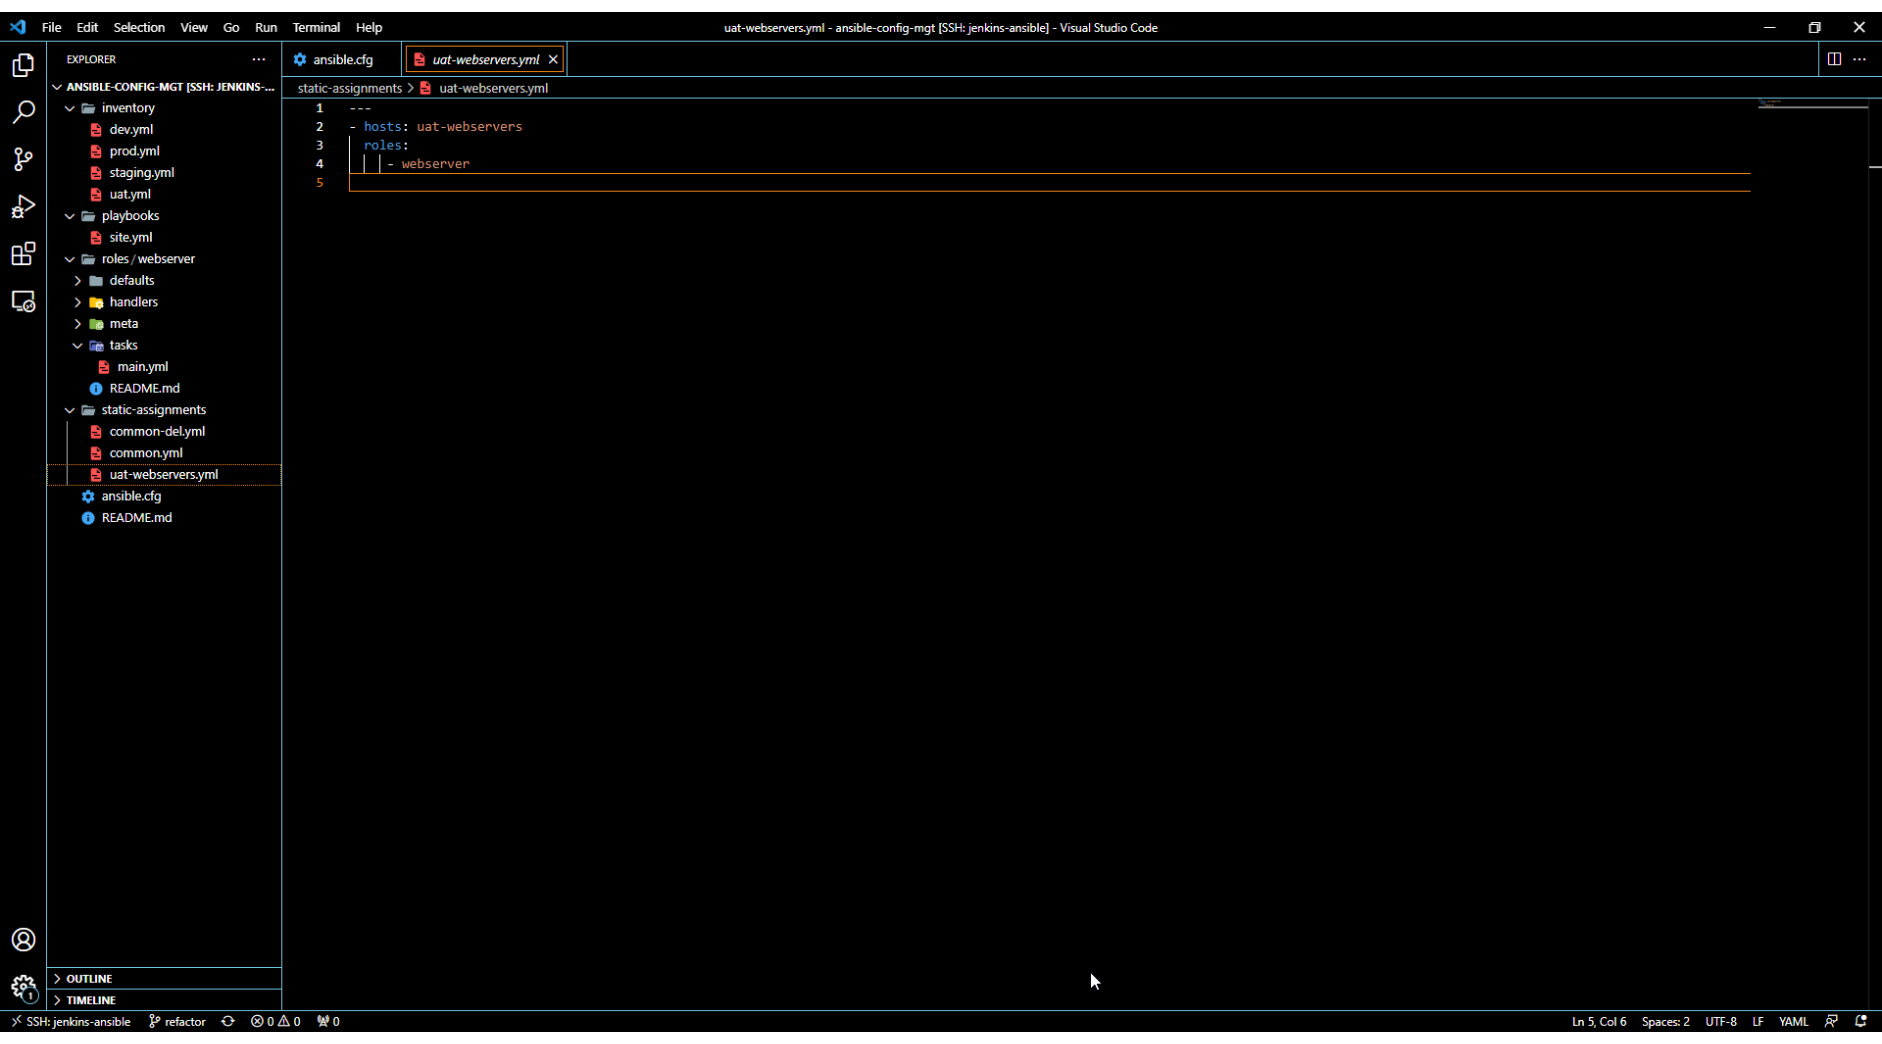 File Edit Selection View Go Run Terminal Help
uat-webservers.yml - ansible-config-mgt [SSH: jenkins-ansible] - Visual Studio Code
EXPLORER
ANSIBLE-CONFIG-MGT [SSH: JENKINS-...
inventory
dev.yml
prod.yml
staging.yml
uat.yml
playbooks
site.yml
roles / webserver
defaults
handlers
meta
tasks
main.yml
README.md
static-assignments
common-del.yml
common.yml
uat-webservers.yml
ansible.cfg
README.md
OUTLINE
TIMELINE
ansible.cfg
uat-webservers.yml
static-assignments > uat-webservers.yml
1 ---
2 - hosts: uat-webservers
3 roles:
4 - webserver
5
1
SSH: jenkins-ansible refactor 0 0 0
Ln 5, Col 6 Spaces: 2 UTF-8 LF YAML